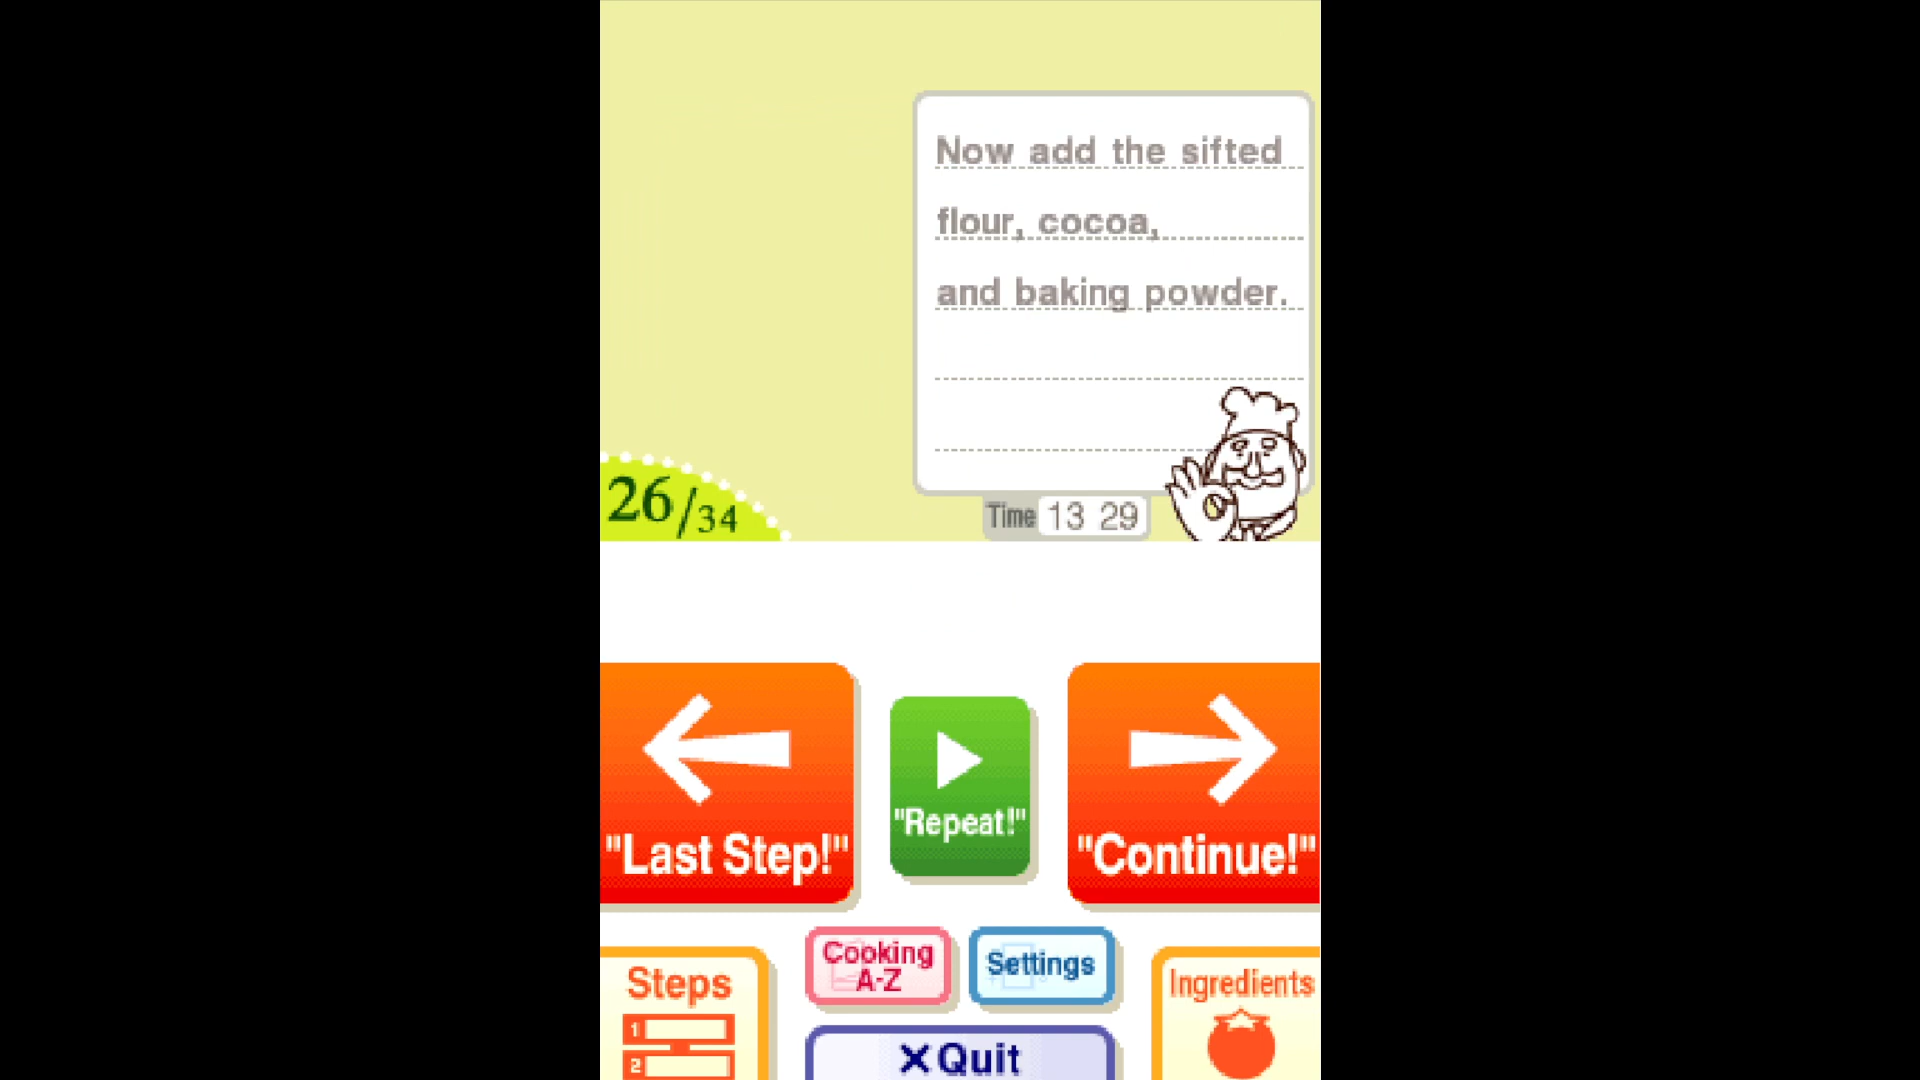 Now add the sifted
flour, cocoa,
and baking powder.
26/34
Time 13 29
"Last Step!"
"Repeat!"
"Continue!"
Cooking
A-Z
Settings
Steps
1
2
Ingredients
×Quit